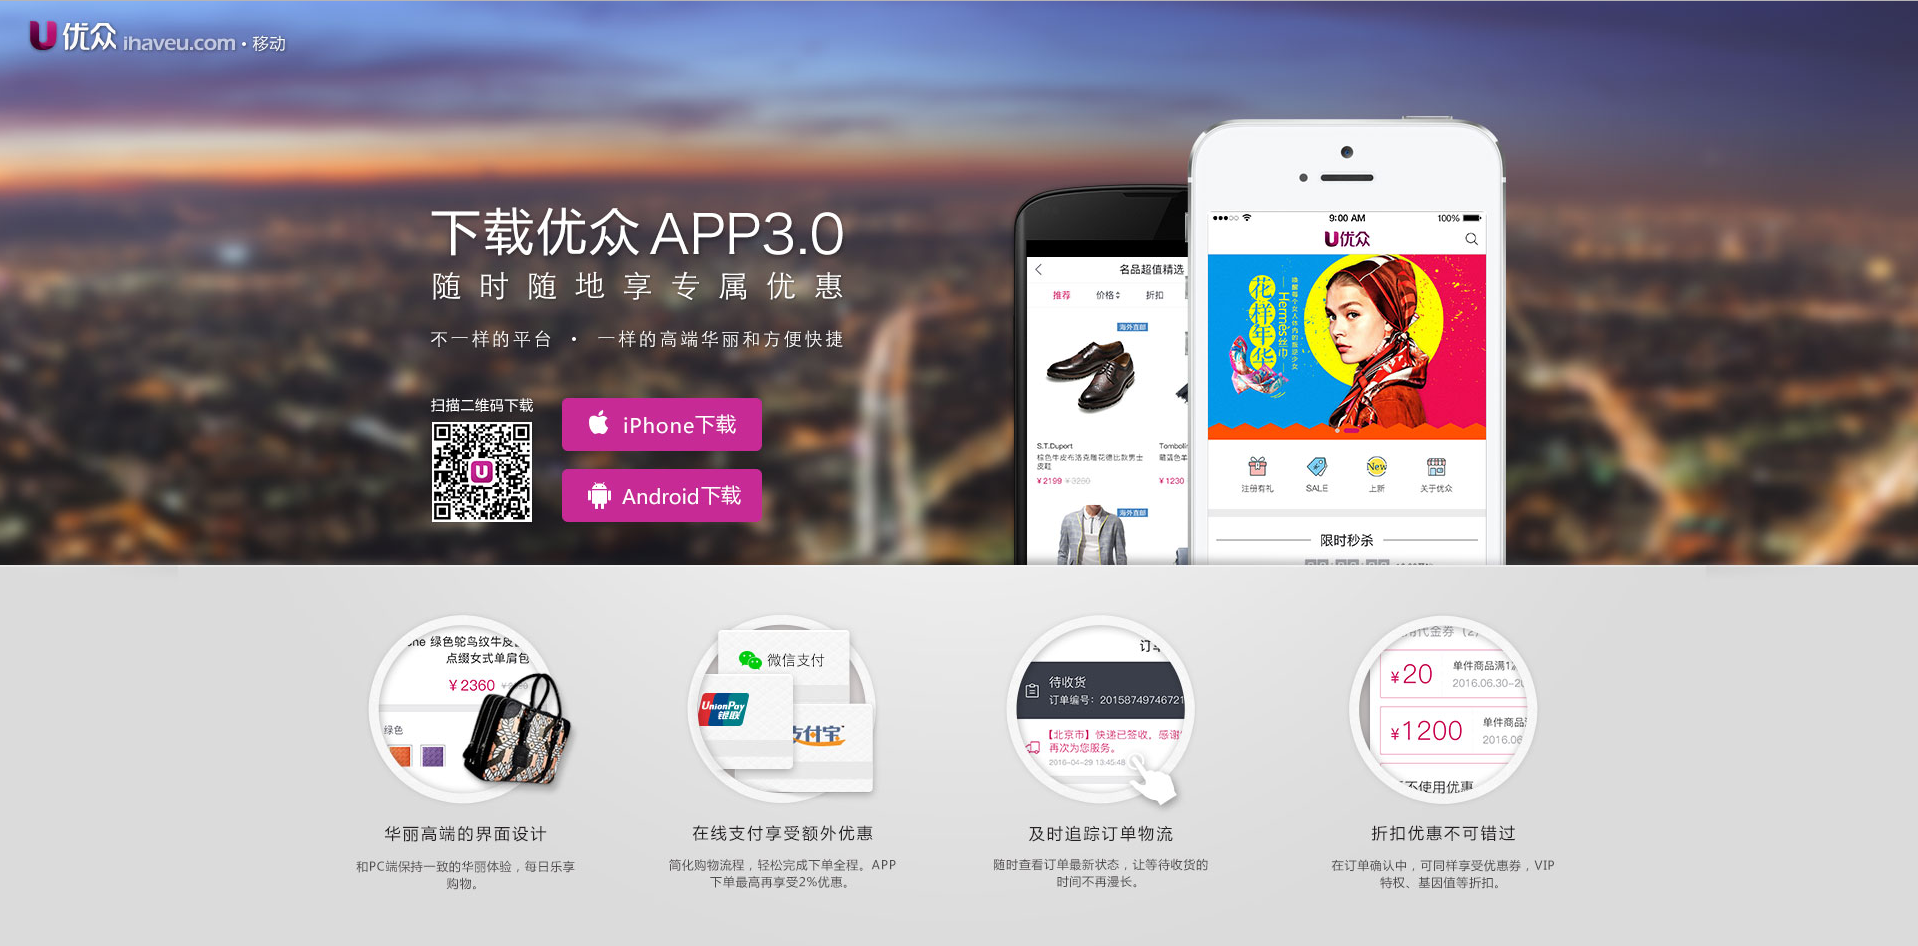 U优众 ihaveu.com·移动
下载优众APP3.0
随时随地享专属优惠
不一样的平台 · 一样的高端华丽和方便快捷
扫描二维码下载
iPhone下载
Android下载
名品超值精选
推荐 价格 折扣
海外直邮
S.T.Duport
棕色牛皮布洛克雕花德比款男士
皮鞋
¥2199 ¥3200
¥1230
海外直邮
9:00 AM
100%
U优众
花样年华
Hermes丝巾
注册有礼
SALE
New
上新
关于优众
限时秒杀
绿色鸵鸟纹牛皮
点缀女式单肩包
¥2360
绿色
微信支付
UnionPay
银联
支付宝
待收货
订单编号：20158749746721
【北京市】快递已签收，感谢
再次为您服务。
2016-04-29 13:45:48
¥20
单件商品满1
2016.06.30-20
¥1200
单件商品
2016.06
不使用优惠
华丽高端的界面设计
和PC端保持一致的华丽体验，每日乐享
购物。
在线支付享受额外优惠
简化购物流程，轻松完成下单全程。APP
下单最高再享受2%优惠。
及时追踪订单物流
随时查看订单最新状态，让等待收货的
时间不再漫长。
折扣优惠不可错过
在订单确认中，可同样享受优惠券，VIP
特权、基因值等折扣。